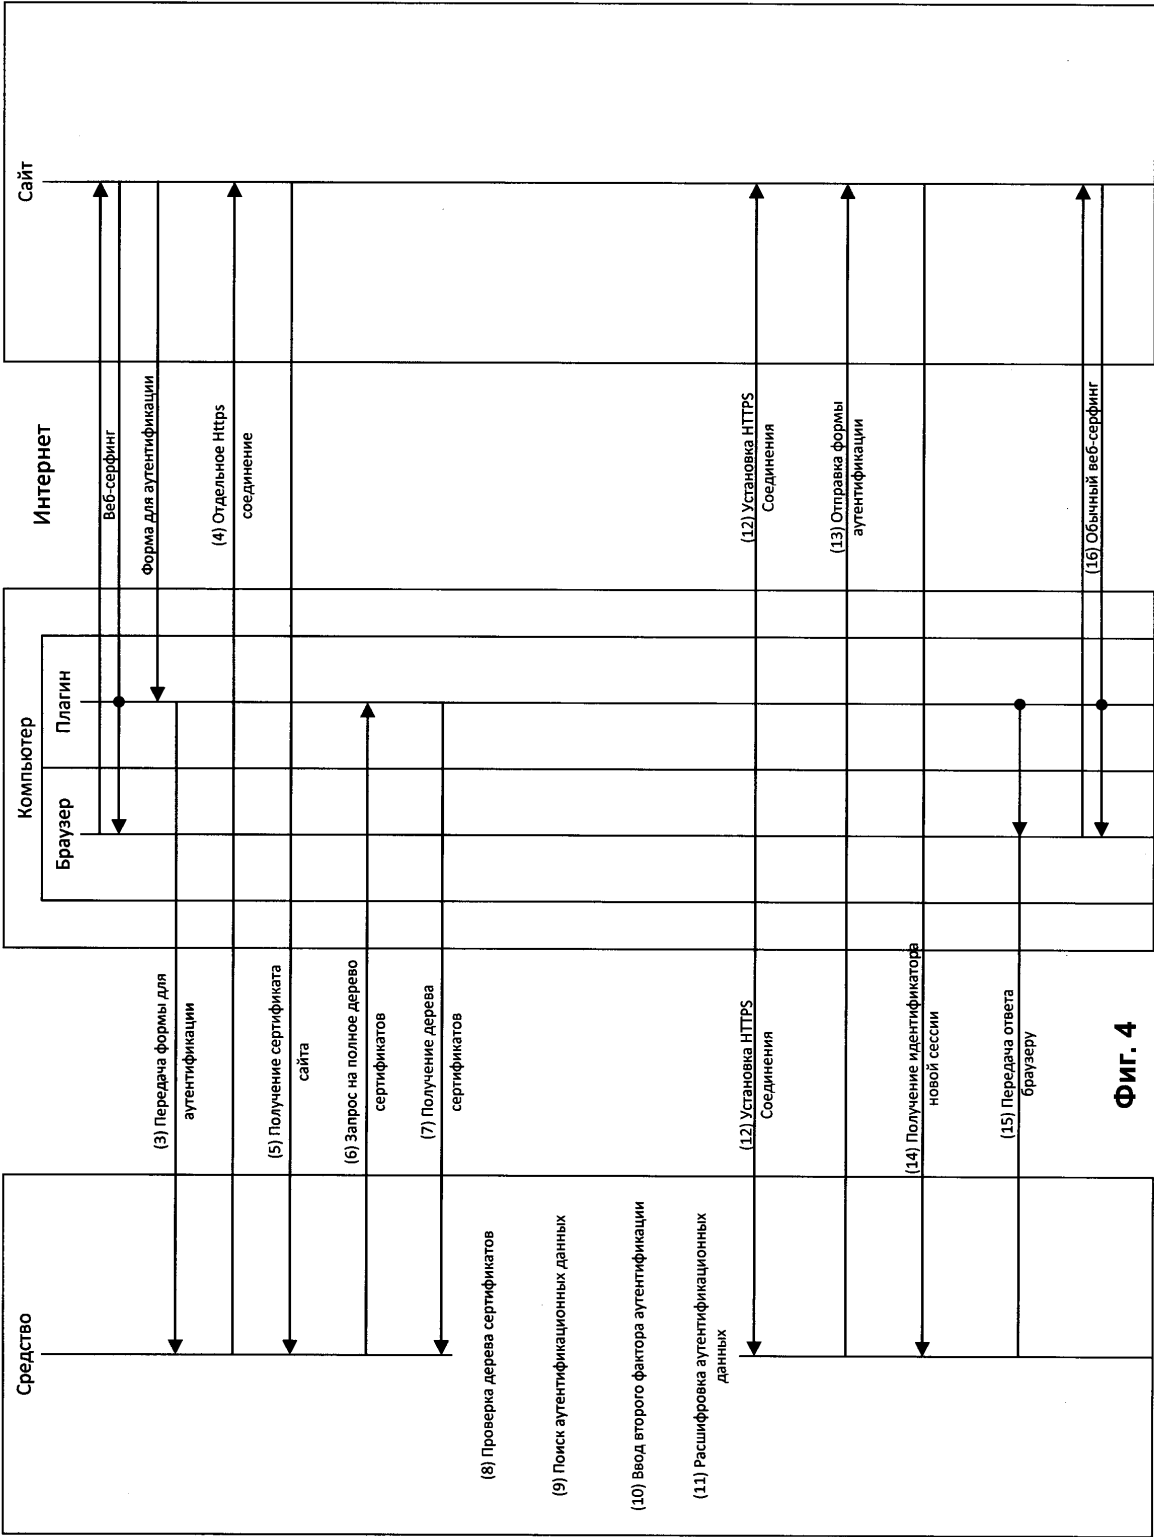 Средство
Компьютер
Браузер
Плагин
Интернет
Сайт
Веб-серфинг
Форма для аутентификации
(3) Передача формы для
аутентификации
(4) Отдельное Https
соединение
(5) Получение сертификата
сайта
(6) Запрос на полное дерево
сертификатов
(7) Получение дерева
сертификатов
(8) Проверка дерева сертификатов
(9) Поиск аутентификационных данных
(10) Ввод второго фактора аутентификации
(11) Расшифровка аутентификационных
данных
(12) Установка HTTPS
Соединения
(12) Установка HTTPS
Соединения
(13) Отправка формы
аутентификации
(14) Получение идентификатора
новой сессии
(15) Передача ответа
браузеру
(16) Обычный веб-серфинг
Фиг. 4